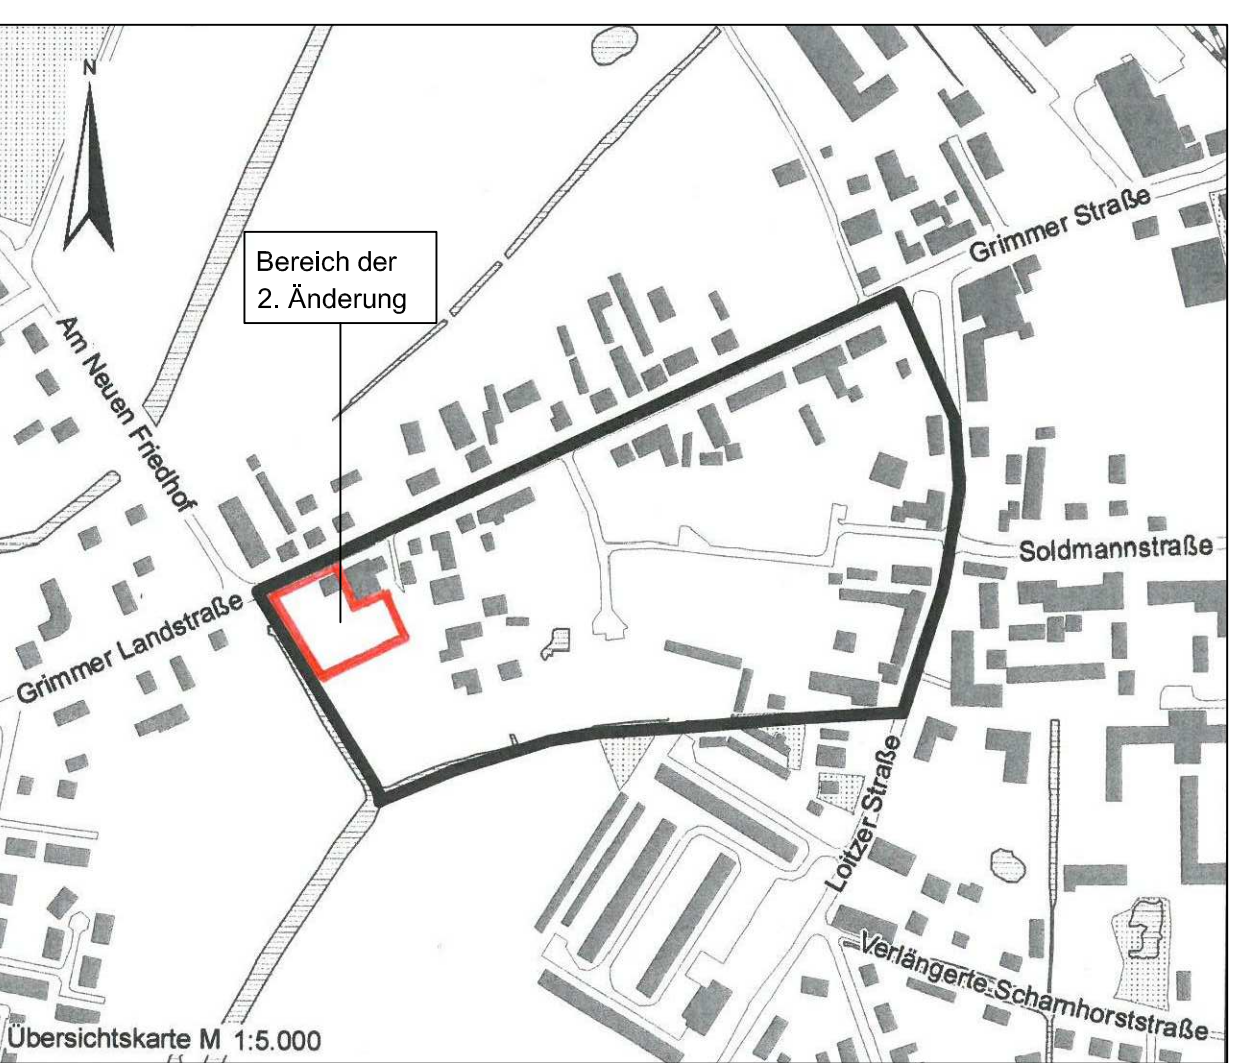 N
Grimmer Straße
Bereich der
2. Änderung
Am Neuen Friedhof
Soldmannstraße
Grimmer Landstraße
Loitzer Straße
Verlängerte Scharnhorststraße
Übersichtskarte M 1:5.000